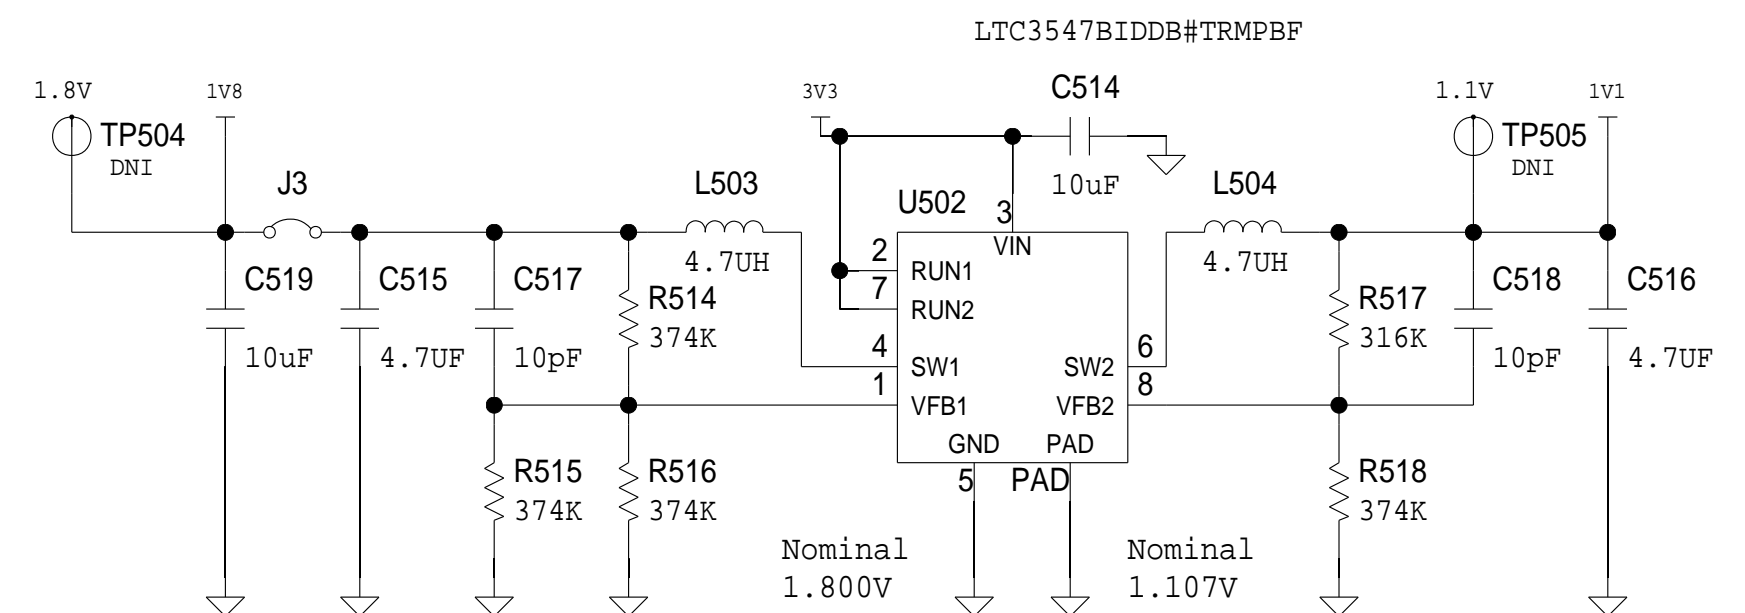 LTC3547BIDDB#TRMPBF
1.8V
1V8
3V3
C514
1.1V
1V1
TP504
DNI
TP505
DNI
J3
L503
10uF
L504
U502
3
VIN
4.7UH
2
RUN1
4.7UH
7
RUN2
C519
C515
C517
R514
374K
R517
316K
C518
C516
10uF
4.7UF
10pF
10pF
4.7UF
4
SW1
SW2
6
1
VFB1
VFB2
8
GND
PAD
5
PAD
R515
374K
R516
374K
R518
374K
Nominal
1.800V
Nominal
1.107V